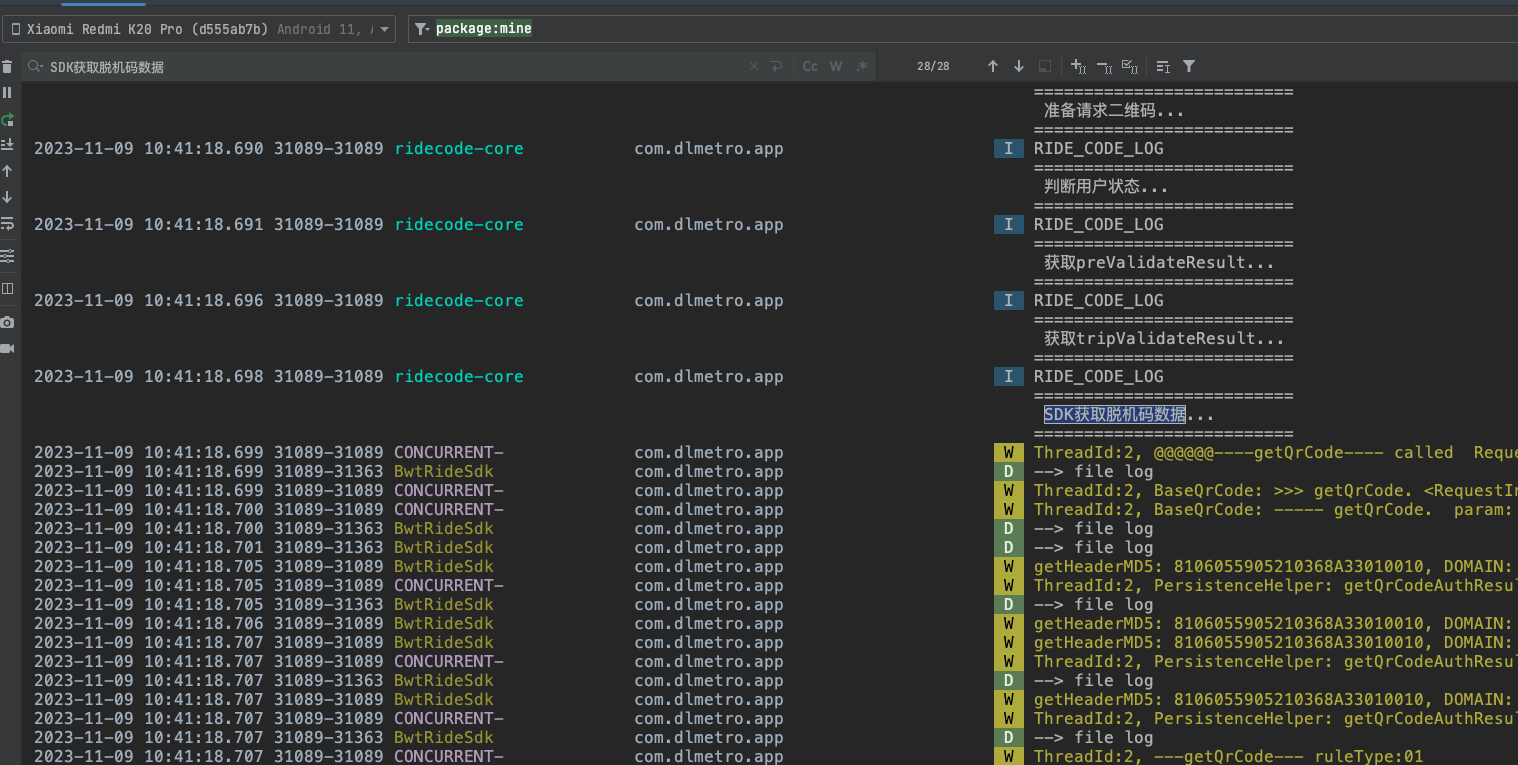 Xiaomi Redmi K20 Pro (d555ab7b) Android 11, package:mine
SDK获取脱机码数据 Cc W .* 28/28
==========================
准备请求二维码...
==========================
2023-11-09 10:41:18.690 31089-31089 ridecode-core com.dlmetro.app I RIDE_CODE_LOG
==========================
判断用户状态...
==========================
2023-11-09 10:41:18.691 31089-31089 ridecode-core com.dlmetro.app I RIDE_CODE_LOG
==========================
获取preValidateResult...
==========================
2023-11-09 10:41:18.696 31089-31089 ridecode-core com.dlmetro.app I RIDE_CODE_LOG
==========================
获取tripValidateResult...
==========================
2023-11-09 10:41:18.698 31089-31089 ridecode-core com.dlmetro.app I RIDE_CODE_LOG
==========================
SDK获取脱机码数据...
==========================
2023-11-09 10:41:18.699 31089-31089 CONCURRENT- com.dlmetro.app W ThreadId:2, @@@@@@----getQrCode---- called Reque
2023-11-09 10:41:18.699 31089-31363 BwtRideSdk com.dlmetro.app D --> file log
2023-11-09 10:41:18.699 31089-31089 CONCURRENT- com.dlmetro.app W ThreadId:2, BaseQrCode: >>> getQrCode. <RequestIn
2023-11-09 10:41:18.700 31089-31089 CONCURRENT- com.dlmetro.app W ThreadId:2, BaseQrCode: ----- getQrCode. param:
2023-11-09 10:41:18.700 31089-31363 BwtRideSdk com.dlmetro.app D --> file log
2023-11-09 10:41:18.701 31089-31363 BwtRideSdk com.dlmetro.app D --> file log
2023-11-09 10:41:18.705 31089-31089 BwtRideSdk com.dlmetro.app W getHeaderMD5: 8106055905210368A33010010, DOMAIN:
2023-11-09 10:41:18.705 31089-31089 CONCURRENT- com.dlmetro.app W ThreadId:2, PersistenceHelper: getQrCodeAuthResul
2023-11-09 10:41:18.705 31089-31363 BwtRideSdk com.dlmetro.app D --> file log
2023-11-09 10:41:18.706 31089-31089 BwtRideSdk com.dlmetro.app W getHeaderMD5: 8106055905210368A33010010, DOMAIN:
2023-11-09 10:41:18.707 31089-31089 BwtRideSdk com.dlmetro.app W getHeaderMD5: 8106055905210368A33010010, DOMAIN:
2023-11-09 10:41:18.707 31089-31089 CONCURRENT- com.dlmetro.app W ThreadId:2, PersistenceHelper: getQrCodeAuthResul
2023-11-09 10:41:18.707 31089-31363 BwtRideSdk com.dlmetro.app D --> file log
2023-11-09 10:41:18.707 31089-31089 BwtRideSdk com.dlmetro.app W getHeaderMD5: 8106055905210368A33010010, DOMAIN:
2023-11-09 10:41:18.707 31089-31089 CONCURRENT- com.dlmetro.app W ThreadId:2, PersistenceHelper: getQrCodeAuthResul
2023-11-09 10:41:18.707 31089-31363 BwtRideSdk com.dlmetro.app D --> file log
2023-11-09 10:41:18.707 31089-31089 CONCURRENT- com.dlmetro.app W ThreadId:2, ---getQrCode--- ruleType:01